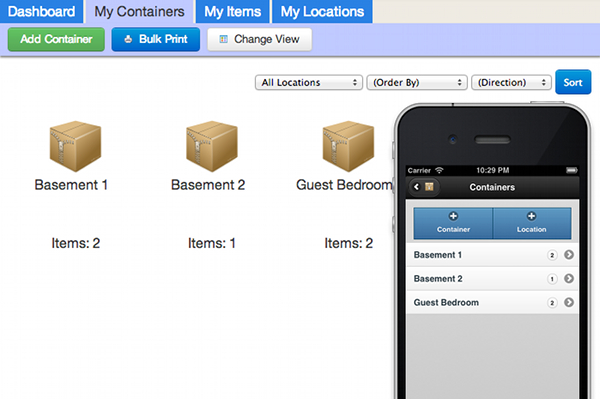 Dashboard My Containers My Items My Locations
Add Container Bulk Print Change View
All Locations (Order By) (Direction) Sort
Basement 1 Basement 2 Guest Bedroom
Items: 2 Items: 1 Items: 2
Carrier 10:29 PM
Containers
Container Location
Basement 1 2
Basement 2 1
Guest Bedroom 2